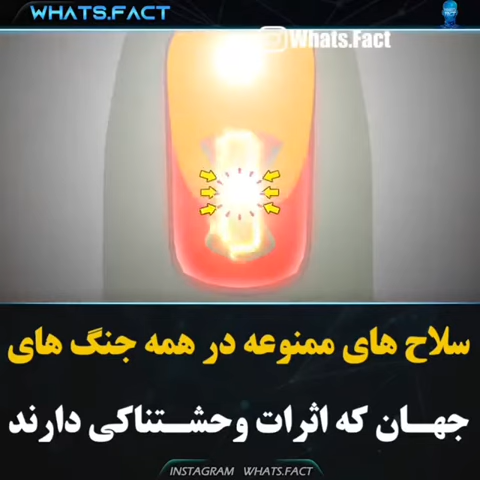 WHATS.FACT
Whats.Fact
سلاح های ممنوعه در همه جنگ های
جهـان که اثرات وحشـتناکی دارند
INSTAGRAM WHATS.FACT